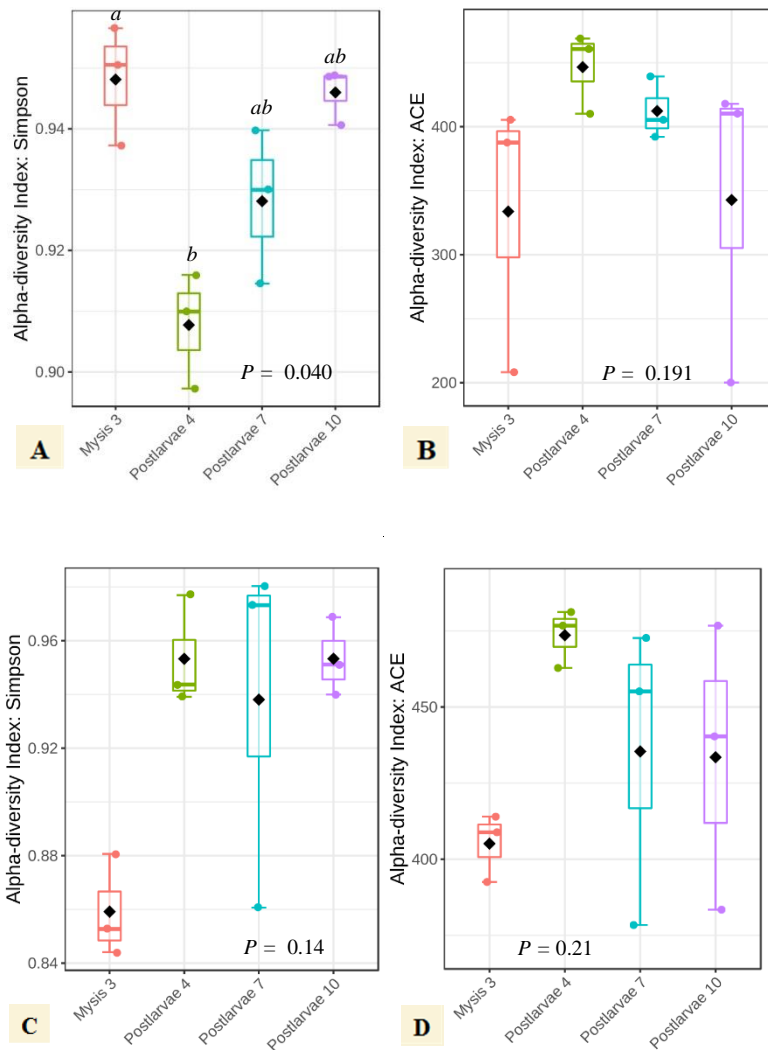 Alpha-diversity Index: Simpson
0.94
0.92
0.90
a
b
ab
ab
P = 0.040
Mysis 3
Postlarvae 4
Postlarvae 7
Postlarvae 10
A
Alpha-diversity Index: ACE
400
300
200
P = 0.191
Mysis 3
Postlarvae 4
Postlarvae 7
Postlarvae 10
B
Alpha-diversity Index: Simpson
0.96
0.92
0.88
0.84
P = 0.14
Mysis 3
Postlarvae 4
Postlarvae 7
Postlarvae 10
C
Alpha-diversity Index: ACE
450
400
P = 0.21
Mysis 3
Postlarvae 4
Postlarvae 7
Postlarvae 10
D